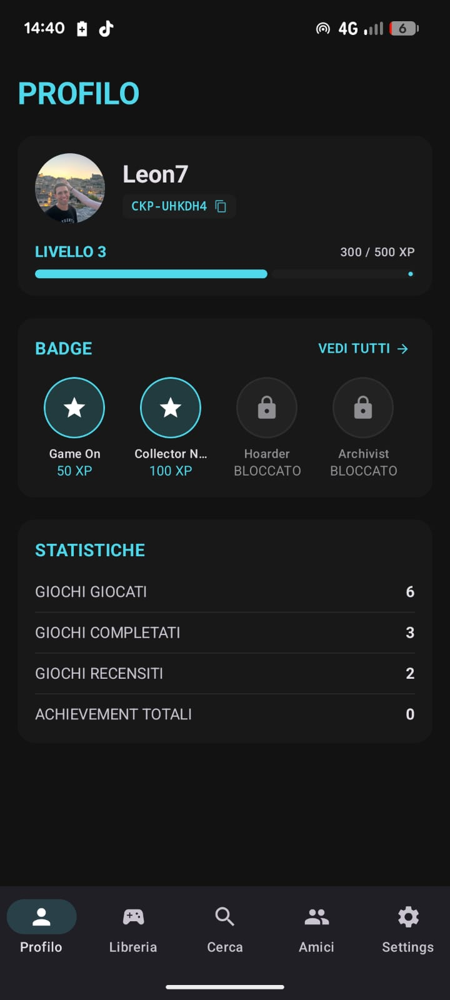 14:40 4G 6
PROFILO
Leon7
CKP-UHKDH4
LIVELLO 3 300 / 500 XP
BADGE VEDI TUTTI →
Game On Collector N... Hoarder Archivist
50 XP 100 XP BLOCCATO BLOCCATO
STATISTICHE
GIOCHI GIOCATI 6
GIOCHI COMPLETATI 3
GIOCHI RECENSITI 2
ACHIEVEMENT TOTALI 0
Profilo Libreria Cerca Amici Settings